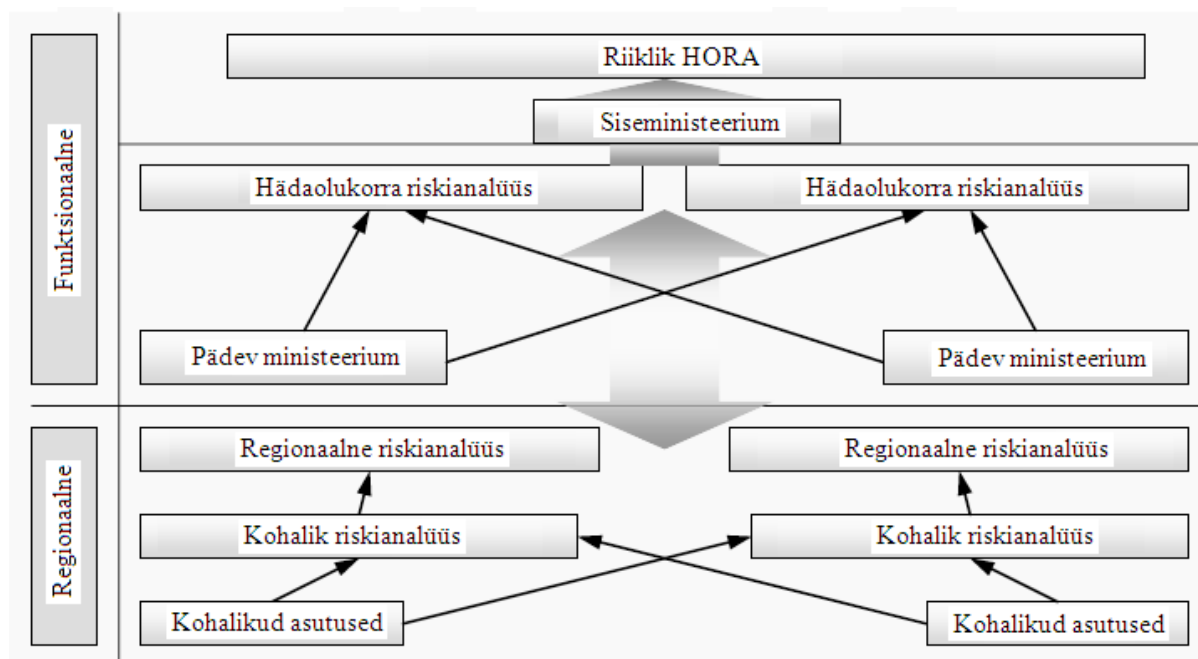 Funktsionaalne
Riiklik HORA
Siseministeerium
Hädaolukorra riskianalüüs
Hädaolukorra riskianalüüs
Pädev ministeerium
Pädev ministeerium
Regionaalne
Regionaalne riskianalüüs
Regionaalne riskianalüüs
Kohalik riskianalüüs
Kohalik riskianalüüs
Kohalikud asutused
Kohalikud asutused